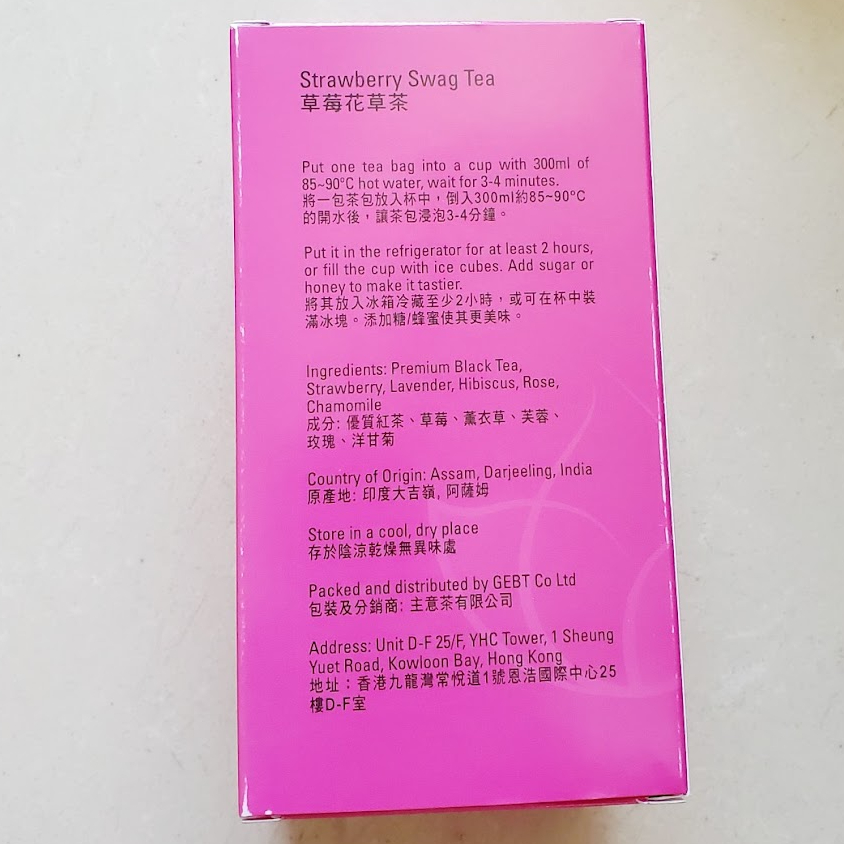 Strawberry Swag Tea
草莓花草茶
Put one tea bag into a cup with 300ml of
85~90°C hot water, wait for 3-4 minutes.
將一包茶包放入杯中，倒入300ml約85~90°C
的開水後，讓茶包浸泡3-4分鐘。
Put it in the refrigerator for at least 2 hours,
or fill the cup with ice cubes. Add sugar or
honey to make it tastier.
將其放入冰箱冷藏至少2小時，或可在杯中裝
滿冰塊。添加糖/蜂蜜使其更美味。
Ingredients: Premium Black Tea,
Strawberry, Lavender, Hibiscus, Rose,
Chamomile
成分: 優質紅茶、草莓、薰衣草、芙蓉、
玫瑰、洋甘菊
Country of Origin: Assam, Darjeeling, India
原產地: 印度大吉嶺, 阿薩姆
Store in a cool, dry place
存於陰涼乾燥無異味處
Packed and distributed by GEBT Co Ltd
包裝及分銷商: 主意茶有限公司
Address: Unit D-F 25/F, YHC Tower, 1 Sheung
Yuet Road, Kowloon Bay, Hong Kong
地址：香港九龍灣常悅道1號恩浩國際中心25
樓D-F室